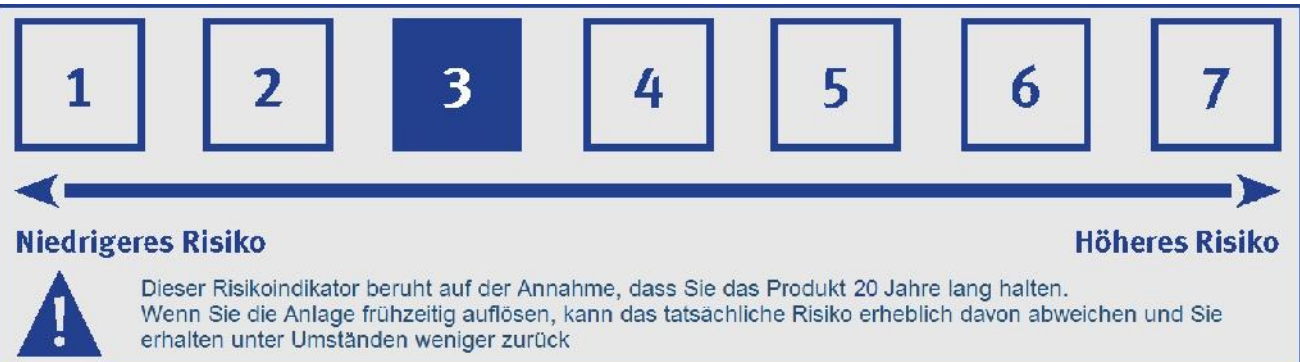 1 2 3 4 5 6 7
Niedrigeres Risiko Höheres Risiko
!
Dieser Risikoindikator beruht auf der Annahme, dass Sie das Produkt 20 Jahre lang halten.
Wenn Sie die Anlage frühzeitig auflösen, kann das tatsächliche Risiko erheblich davon abweichen und Sie
erhalten unter Umständen weniger zurück